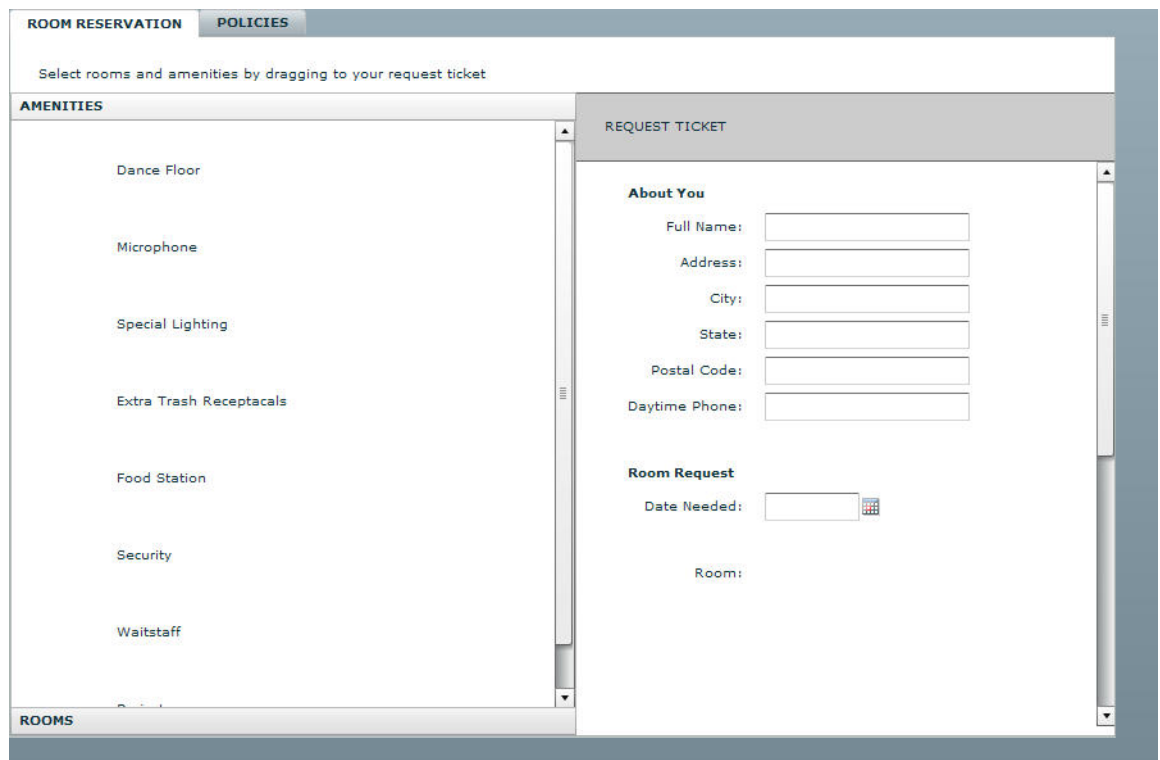 ROOM RESERVATION
POLICIES
Select rooms and amenities by dragging to your request ticket
AMENITIES
Dance Floor
Microphone
Special Lighting
Extra Trash Receptacals
Food Station
Security
Waitstaff
ROOMS
REQUEST TICKET
About You
Full Name:
Address:
City:
State:
Postal Code:
Daytime Phone:
Room Request
Date Needed:
Room: